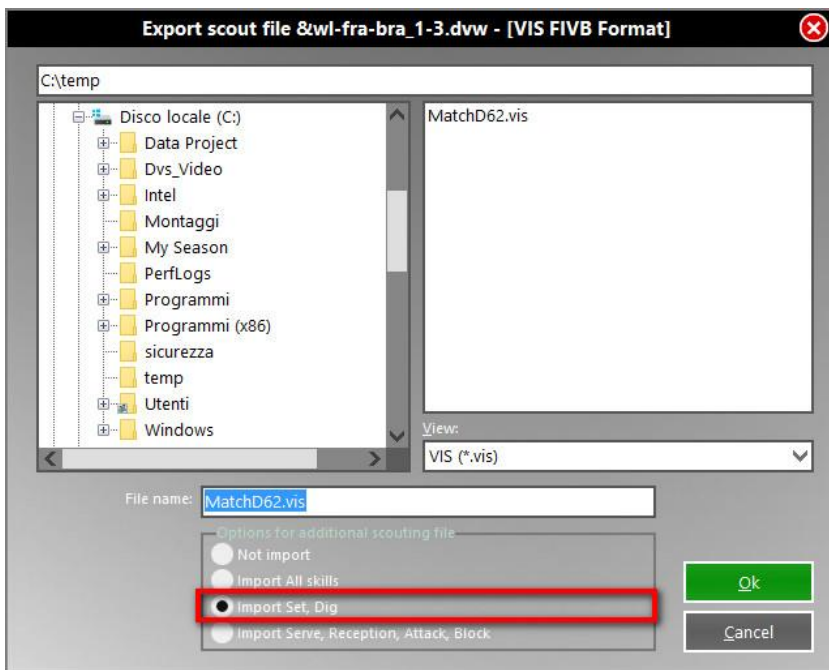 Export scout file &wl-fra-bra_1-3.dvw - [VIS FIVB Format]
C:\temp
Disco locale (C:)
Data Project
Dvs_Video
Intel
Montaggi
My Season
PerfLogs
Programmi
Programmi (x86)
sicurezza
temp
Utenti
Windows
MatchD62.vis
View:
VIS (*.vis)
File name: MatchD62.vis
Options for additional scouting file
Not import
Import All skills
Import Set, Dig
Import Serve, Reception, Attack, Block
Ok
Cancel